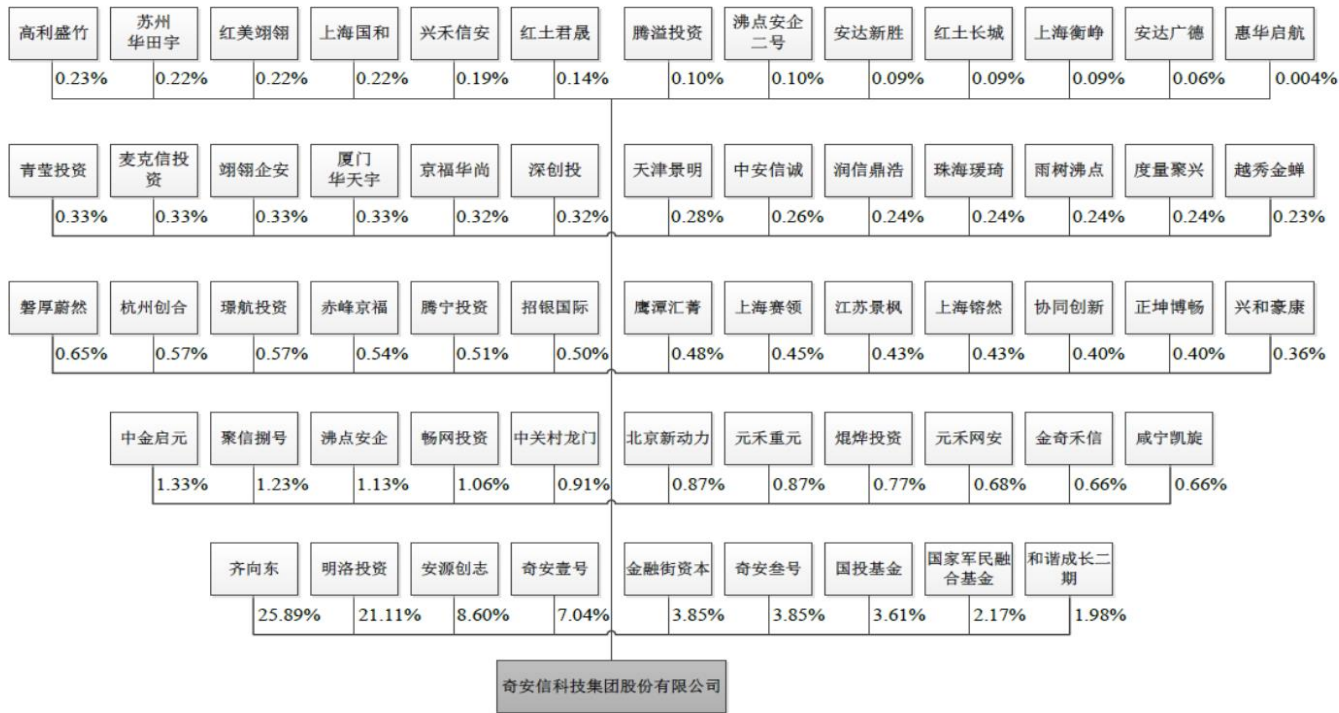 高利盛竹
苏州
华田宇
红美翊翎
上海国和
兴禾信安
红土君晟
腾溢投资
沸点安企
二号
安达新胜
红土长城
上海衡峥
安达广德
惠华启航
0.23%
0.22%
0.22%
0.22%
0.19%
0.14%
0.10%
0.10%
0.09%
0.09%
0.09%
0.06%
0.004%
青莹投资
麦克信投
资
翊翎企安
厦门
华天宇
京福华尚
深创投
天津景明
中安信诚
润信鼎浩
珠海瑗琦
雨树沸点
度量聚兴
越秀金蝉
0.33%
0.33%
0.33%
0.33%
0.32%
0.32%
0.28%
0.26%
0.24%
0.24%
0.24%
0.24%
0.23%
磐厚蔚然
杭州创合
璟航投资
赤峰京福
腾宁投资
招银国际
鹰潭汇菁
上海赛领
江苏景枫
上海镕然
协同创新
正坤博畅
兴和豪康
0.65%
0.57%
0.57%
0.54%
0.51%
0.50%
0.48%
0.45%
0.43%
0.43%
0.40%
0.40%
0.36%
中金启元
聚信捌号
沸点安企
畅网投资
中关村龙门
北京新动力
元禾重元
焜烨投资
元禾网安
金奇禾信
咸宁凯旋
1.33%
1.23%
1.13%
1.06%
0.91%
0.87%
0.87%
0.77%
0.68%
0.66%
0.66%
齐向东
明洛投资
安源创志
奇安壹号
金融街资本
奇安叁号
国投基金
国家军民融
合基金
和谐成长二
期
25.89%
21.11%
8.60%
7.04%
3.85%
3.85%
3.61%
2.17%
1.98%
奇安信科技集团股份有限公司